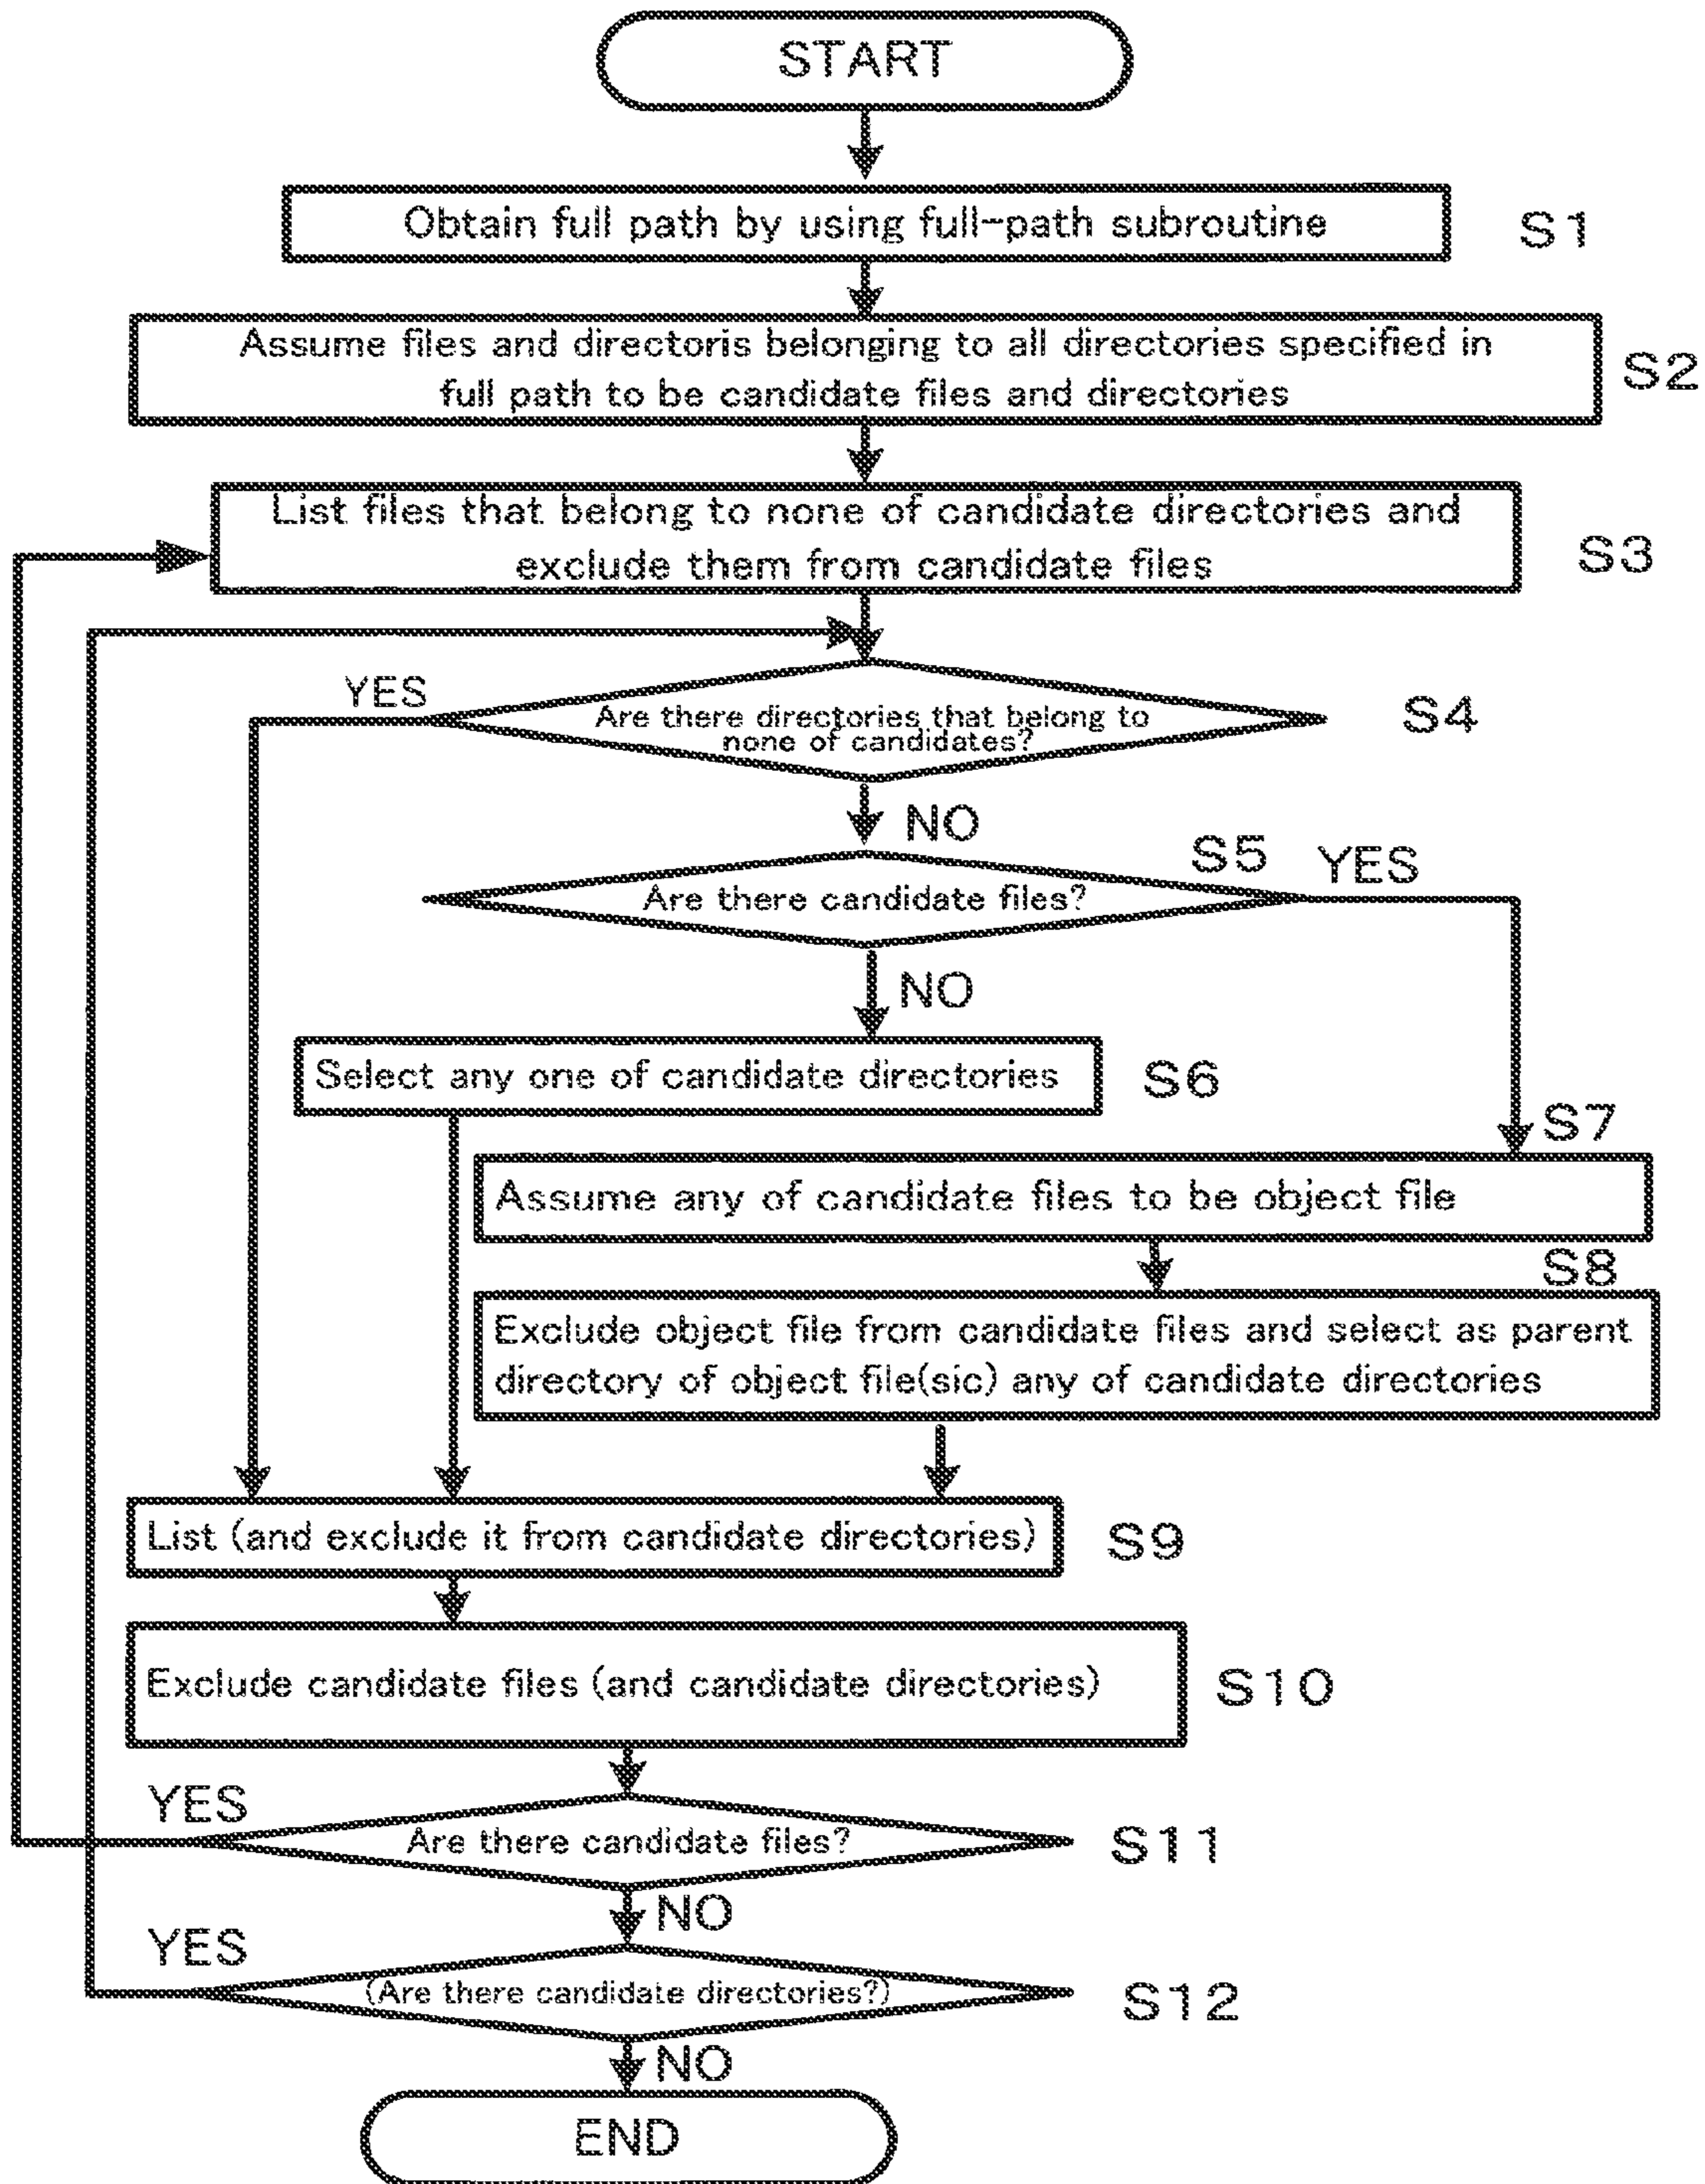 START
Obtain full path by using full-path subroutine
S1
Assume files and directoris belonging to all directories specified in
full path to be candidate files and directories
S2
List files that belong to none of candidate directories and
exclude them from candidate files
S3
YES
Are there directories that belong to
none of candidates?
S4
NO
S5
YES
Are there candidate files?
NO
Select any one of candidate directories
S6
S7
Assume any of candidate files to be object file
S8
Exclude object file from candidate files and select as parent
directory of object file(sic) any of candidate directories
List (and exclude it from candidate directories)
S9
Exclude candidate files (and candidate directories)
S10
YES
Are there candidate files?
S11
NO
YES
(Are there candidate directories?)
S12
NO
END